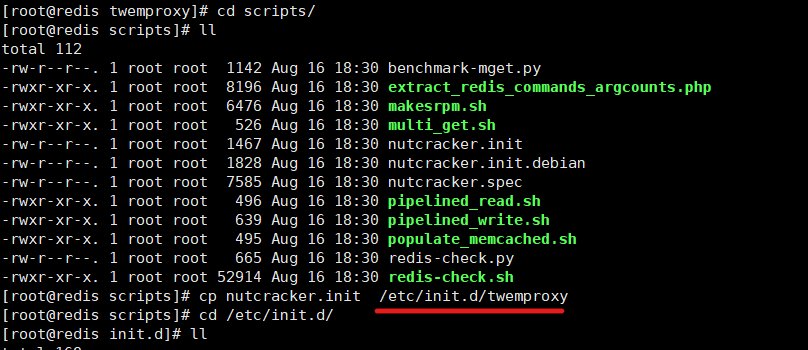 [root@redis twemproxy]# cd scripts/
[root@redis scripts]# ll
total 112
-rw-r--r--. 1 root root  1142 Aug 16 18:30 benchmark-mget.py
-rwxr-xr-x. 1 root root  8196 Aug 16 18:30 extract_redis_commands_argcounts.php
-rwxr-xr-x. 1 root root  6476 Aug 16 18:30 makesrpm.sh
-rwxr-xr-x. 1 root root   526 Aug 16 18:30 multi_get.sh
-rw-r--r--. 1 root root  1467 Aug 16 18:30 nutcracker.init
-rw-r--r--. 1 root root  1828 Aug 16 18:30 nutcracker.init.debian
-rw-r--r--. 1 root root  7585 Aug 16 18:30 nutcracker.spec
-rwxr-xr-x. 1 root root   496 Aug 16 18:30 pipelined_read.sh
-rwxr-xr-x. 1 root root   639 Aug 16 18:30 pipelined_write.sh
-rwxr-xr-x. 1 root root   495 Aug 16 18:30 populate_memcached.sh
-rw-r--r--. 1 root root   665 Aug 16 18:30 redis-check.py
-rwxr-xr-x. 1 root root 52914 Aug 16 18:30 redis-check.sh
[root@redis scripts]# cp nutcracker.init  /etc/init.d/twemproxy
[root@redis scripts]# cd /etc/init.d/
[root@redis init.d]# ll